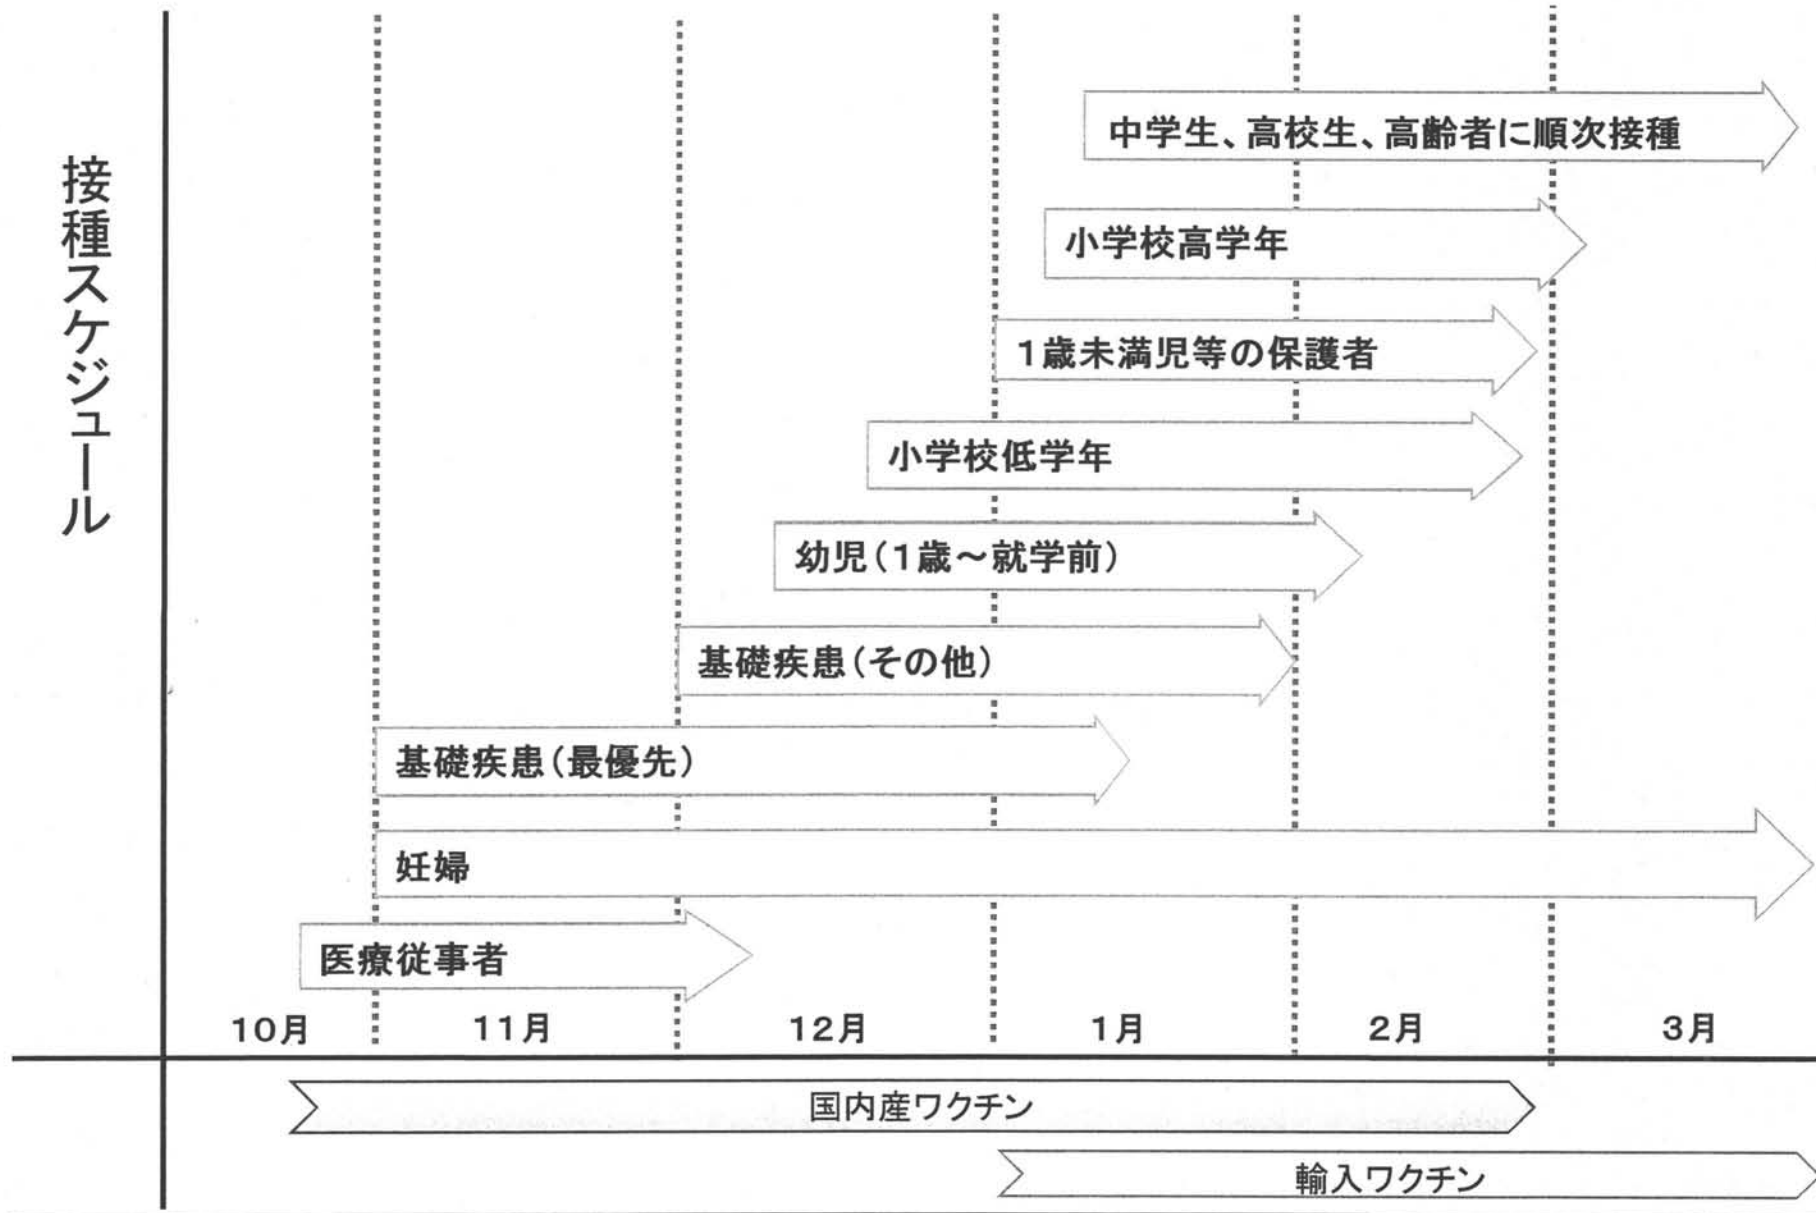 接種スケジュール
中学生、高校生、高齢者に順次接種
小学校高学年
1歳未満児等の保護者
小学校低学年
幼児(1歳～就学前)
基礎疾患(その他)
基礎疾患(最優先)
妊婦
医療従事者
10月 11月 12月 1月 2月 3月
国内産ワクチン
輸入ワクチン